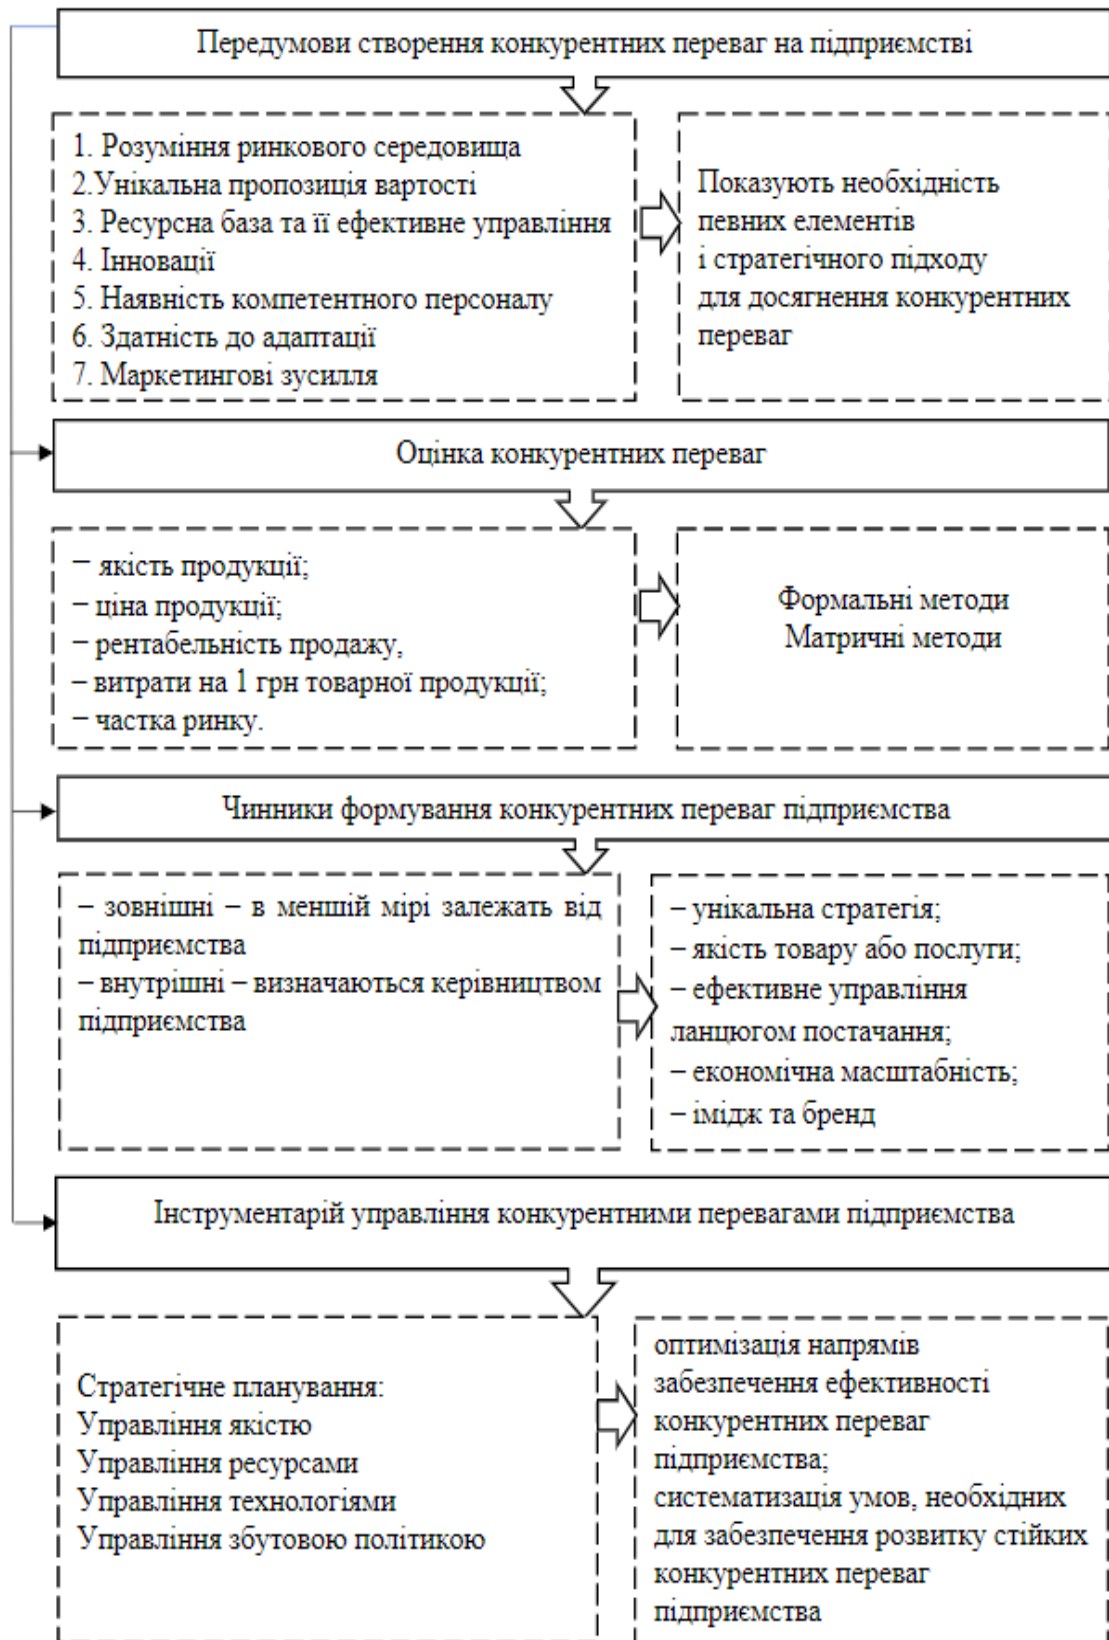 Передумови створення конкурентних переваг на підприємстві
1. Розуміння ринкового середовища
2.Унікальна пропозиція вартості
3. Ресурсна база та її ефективне управління
4. Інновації
5. Наявність компетентного персоналу
6. Здатність до адаптації
7. Маркетингові зусилля
Показують необхідність
певних елементів
і стратегічного підходу
для досягнення конкурентних
переваг
Оцінка конкурентних переваг
– якість продукції;
– ціна продукції;
– рентабельність продажу,
– витрати на 1 грн товарної продукції;
– частка ринку.
Формальні методи
Матричні методи
Чинники формування конкурентних переваг підприємства
– зовнішні – в меншій мірі залежать від
підприємства
– внутрішні – визначаються керівництвом
підприємства
– унікальна стратегія;
– якість товару або послуги;
– ефективне управління
ланцюгом постачання;
– економічна масштабність;
– імідж та бренд
Інструментарій управління конкурентними перевагами підприємства
Стратегічне планування:
Управління якістю
Управління ресурсами
Управління технологіями
Управління збутовою політикою
оптимізація напрямів
забезпечення ефективності
конкурентних переваг
підприємства;
систематизація умов, необхідних
для забезпечення розвитку стійких
конкурентних переваг
підприємства